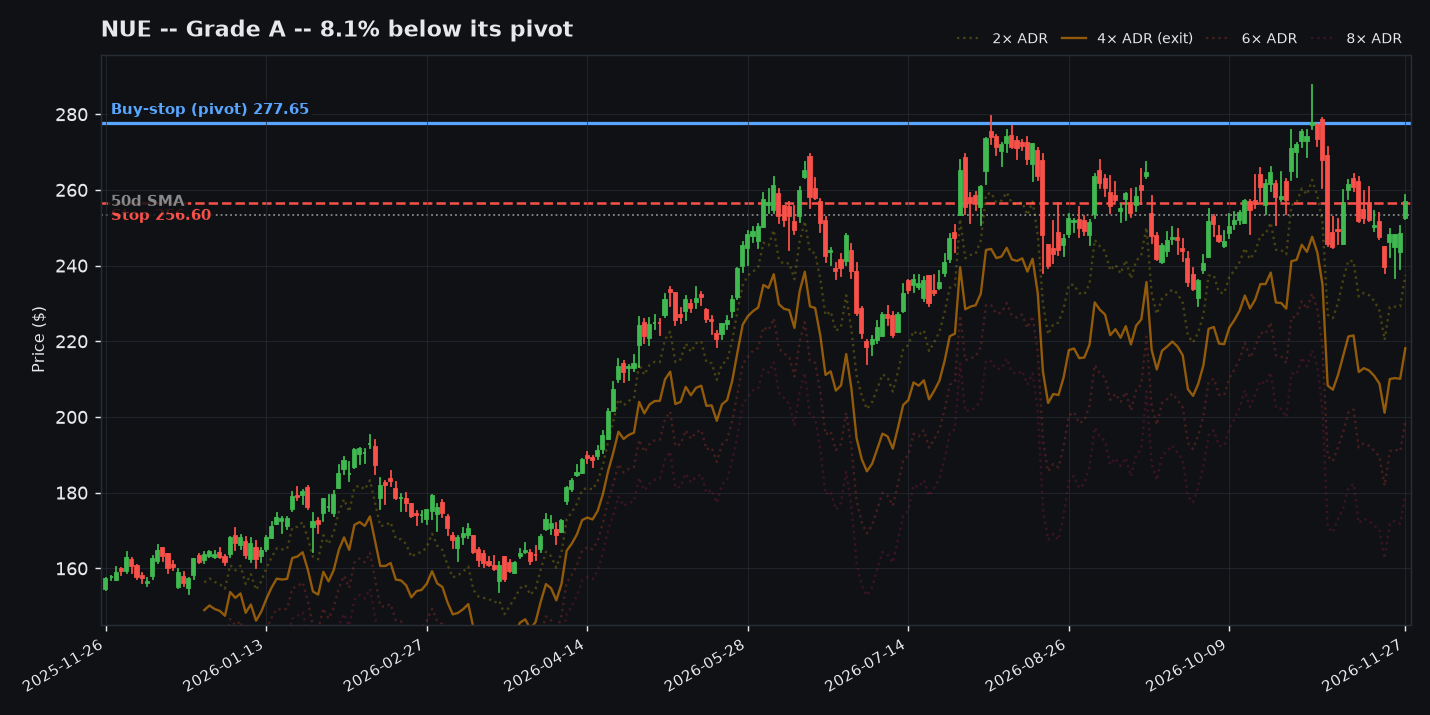 NUE -- Grade A -- 8.1% below its pivot
2× ADR
4× ADR (exit)
6× ADR
8× ADR
Buy-stop (pivot) 277.65
50d SMA
Stop 256.60
Price ($)
280
260
240
220
200
180
160
2025-11-26
2026-01-13
2026-02-27
2026-04-14
2026-05-28
2026-07-14
2026-08-26
2026-10-09
2026-11-27